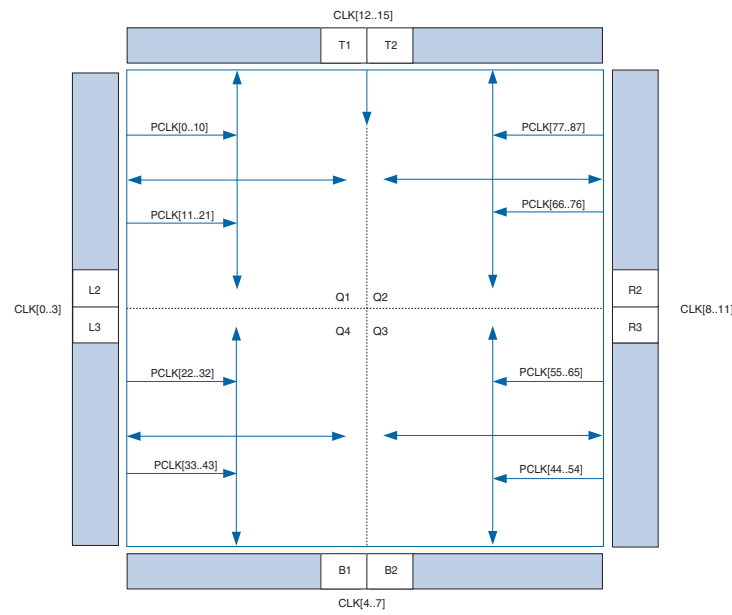 CLK[12..15]
T1 T2
PCLK[0..10]
PCLK[77..87]
PCLK[11..21]
PCLK[66..76]
L2
R2
Q1 Q2
CLK[0..3]
CLK[8..11]
L3
R3
Q4 Q3
PCLK[22..32]
PCLK[55..65]
PCLK[33..43]
PCLK[44..54]
B1 B2
CLK[4..7]